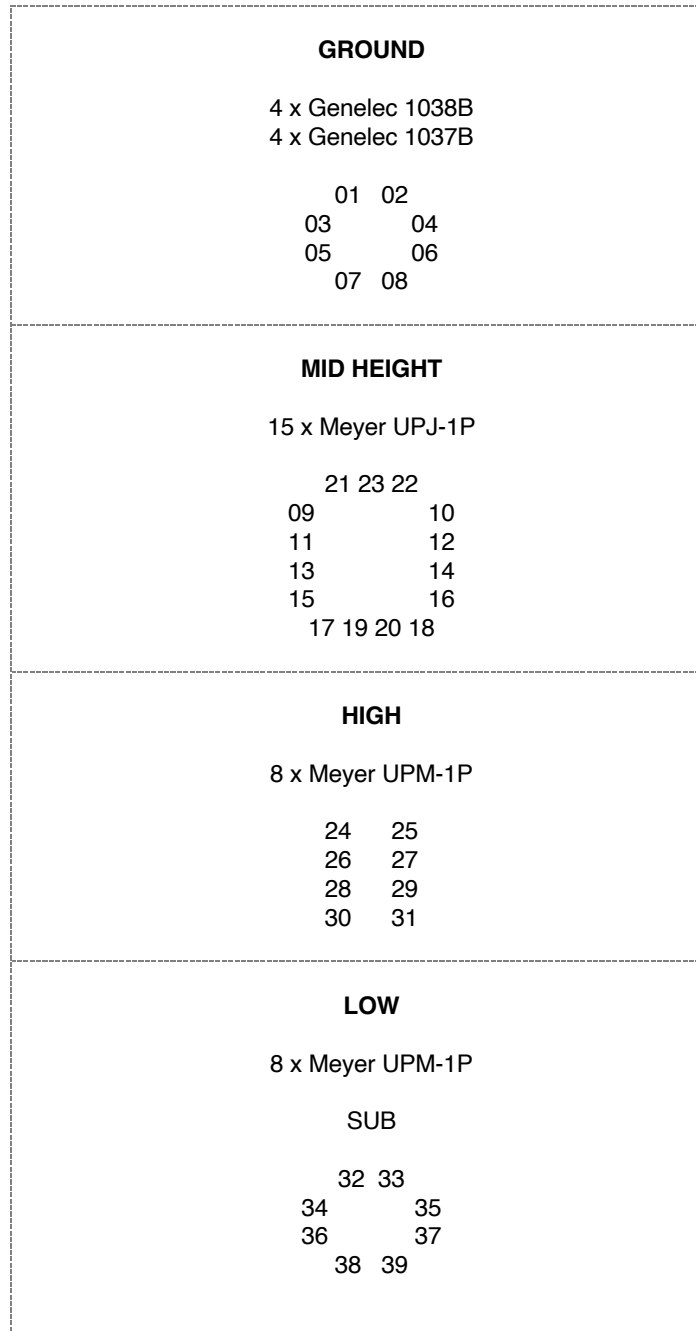 GROUND
4 x Genelec 1038B
4 x Genelec 1037B
01 02
03 04
05 06
07 08
MID HEIGHT
15 x Meyer UPJ-1P
21 23 22
09 10
11 12
13 14
15 16
17 19 20 18
HIGH
8 x Meyer UPM-1P
24 25
26 27
28 29
30 31
LOW
8 x Meyer UPM-1P
SUB
32 33
34 35
36 37
38 39